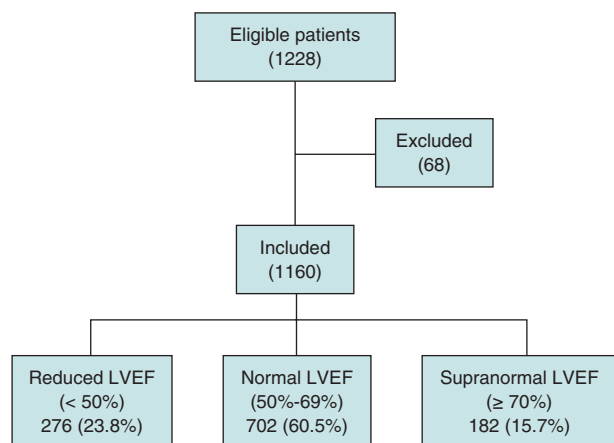 Eligible patients
(1228)
Excluded
(68)
Included
(1160)
Reduced LVEF
(< 50%)
276 (23.8%)
Normal LVEF
(50%-69%)
702 (60.5%)
Supranormal LVEF
(≥ 70%)
182 (15.7%)